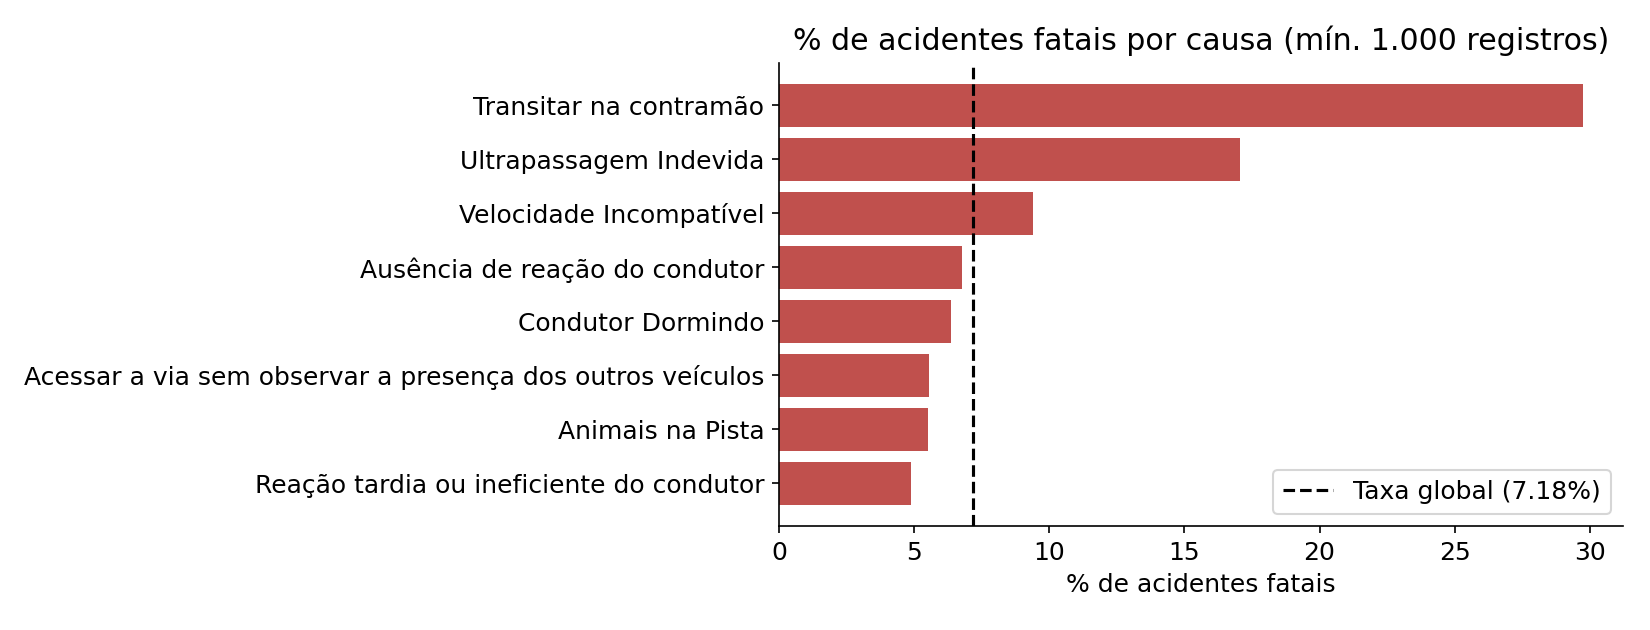 % de acidentes fatais por causa (mín. 1.000 registros)
Transitar na contramão
Ultrapassagem Indevida
Velocidade Incompatível
Ausência de reação do condutor
Condutor Dormindo
Acessar a via sem observar a presença dos outros veículos
Animais na Pista
Reação tardia ou ineficiente do condutor
Taxa global (7.18%)
0 5 10 15 20 25 30
% de acidentes fatais